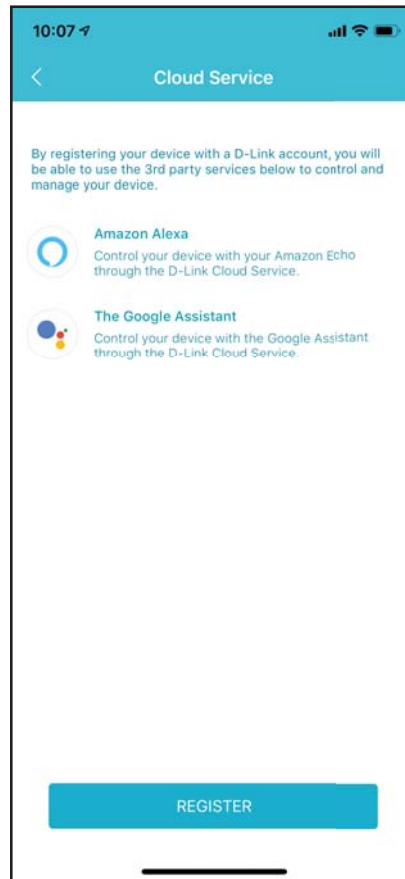 10:07
Cloud Service
By registering your device with a D-Link account, you will
be able to use the 3rd party services below to control and
manage your device.
Amazon Alexa
Control your device with your Amazon Echo
through the D-Link Cloud Service.
The Google Assistant
Control your device with the Google Assistant
through the D-Link Cloud Service.
REGISTER